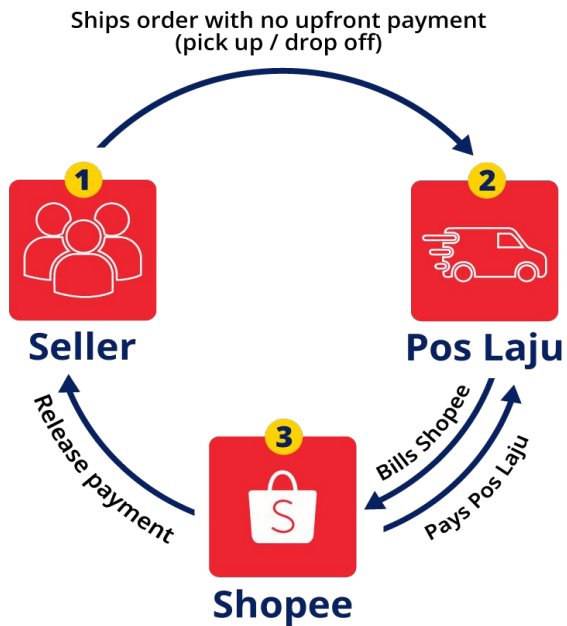 Ships order with no upfront payment
(pick up / drop off)
1
2
Seller
Pos Laju
Release payment
Bills Shopee
Pays Pos Laju
3
S
Shopee